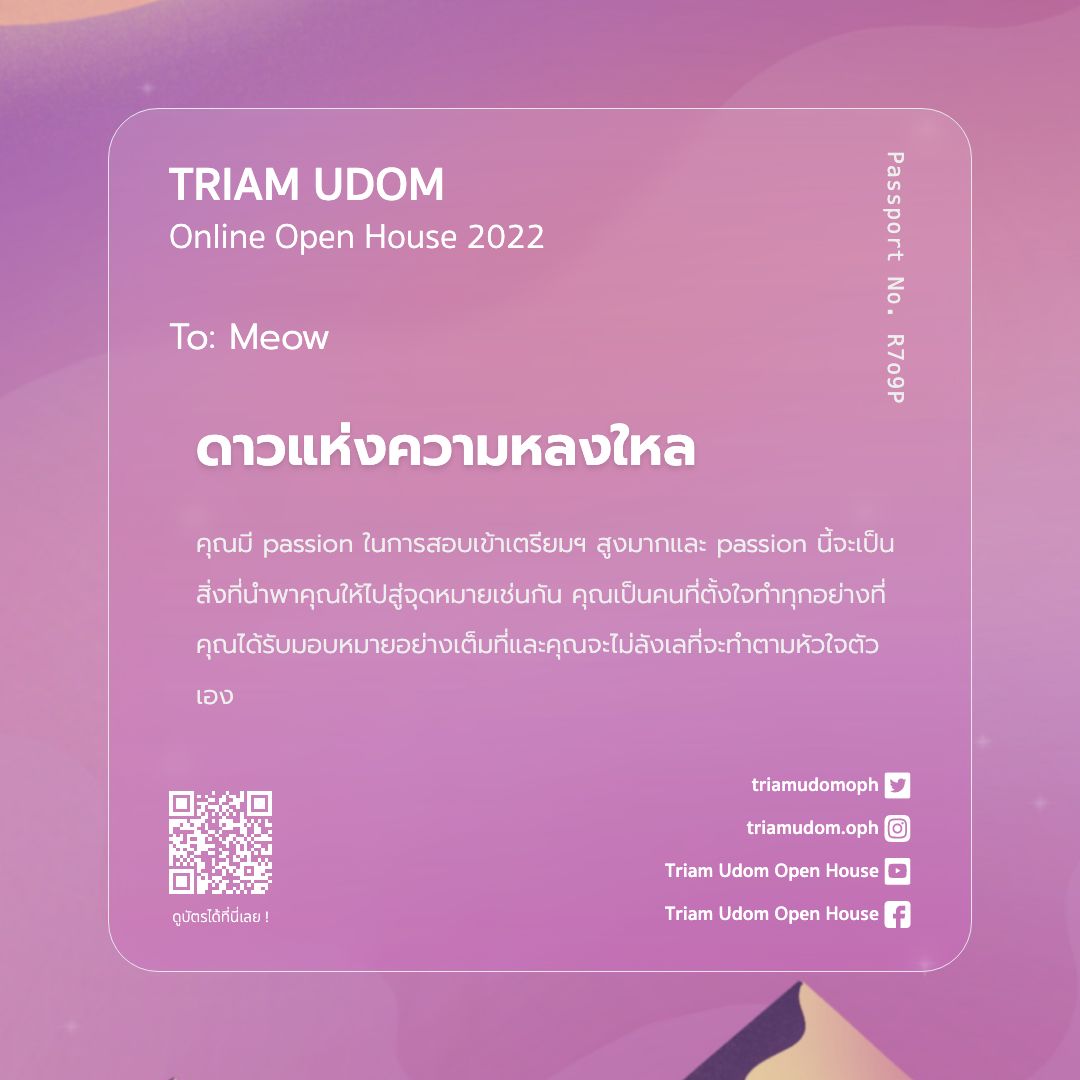 TRIAM UDOM
Online Open House 2022
Passport No. R7o9P
To: Meow
ดาวแห่งความหลงใหล
คุณมี passion ในการสอบเข้าเตรียมฯ สูงมากและ passion นี้จะเป็น
สิ่งที่นำพาคุณให้ไปสู่จุดหมายเช่นกัน คุณเป็นคนที่ตั้งใจทำทุกอย่างที่
คุณได้รับมอบหมายอย่างเต็มที่และคุณจะไม่ลังเลที่จะทำตามหัวใจตัว
เอง
triamudomoph
triamudom.oph
Triam Udom Open House
Triam Udom Open House
ดูบัตรได้ที่นี่เลย !